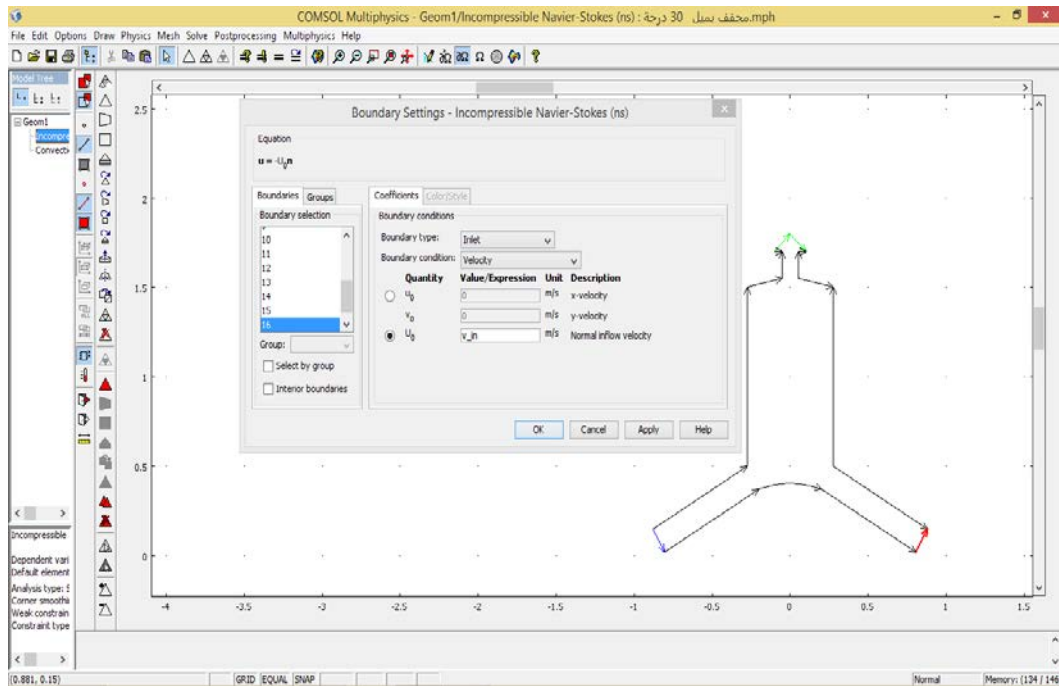 COMSOL Multiphysics - Geom1/Incompressible Navier-Stokes (ns) : مجفف بميل 30 درجة.mph
File Edit Options Draw Physics Mesh Solve Postprocessing Multiphysics Help
Model Tree
Geom1
Incompre
Convecti
Boundary Settings - Incompressible Navier-Stokes (ns)
Equation
u = -U₀n
Boundaries Groups
Coefficients Color/Style
Boundary selection
10
11
12
13
14
15
16
Group:
Select by group
Interior boundaries
Boundary conditions
Boundary type: Inlet
Boundary condition: Velocity
Quantity Value/Expression Unit Description
u₀ 0 m/s x-velocity
v₀ 0 m/s y-velocity
U₀ v_in m/s Normal inflow velocity
OK Cancel Apply Help
2.5
2
1.5
1
0.5
0
-4 -3.5 -3 -2.5 -2 -1.5 -1 -0.5 0 0.5 1 1.5
Incompressible
Dependent vari
Default element
Analysis type: S
Corner smoothi
Weak constrain
Constraint type
(0.881, 0.15) GRID EQUAL SNAP Normal Memory: (134 / 146